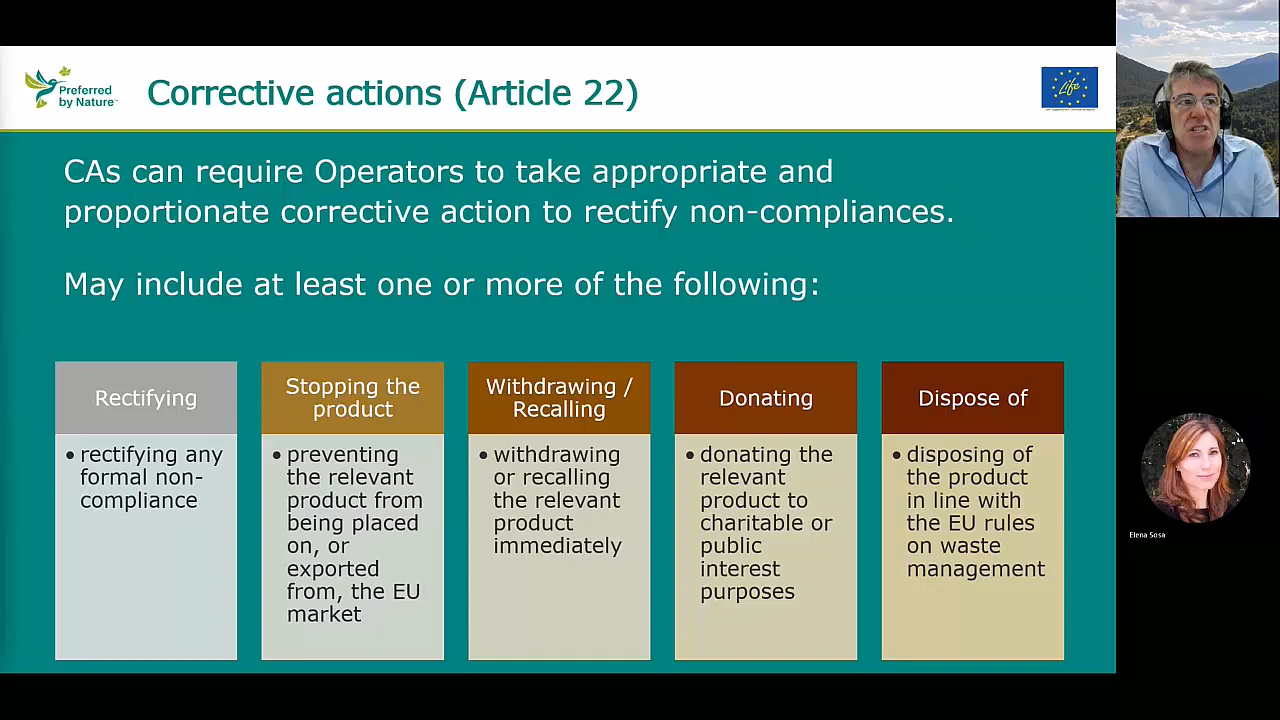 Preferred
by Nature™
Corrective actions (Article 22)
Life
CAs can require Operators to take appropriate and
proportionate corrective action to rectify non-compliances.
May include at least one or more of the following:
Rectifying
• rectifying any
formal non-
compliance
Stopping the
product
• preventing
the relevant
product from
being placed
on, or
exported
from, the EU
market
Withdrawing /
Recalling
• withdrawing
or recalling
the relevant
product
immediately
Donating
• donating the
relevant
product to
charitable or
public
interest
purposes
Dispose of
• disposing of
the product
in line with
the EU rules
on waste
management
Elena Sosa